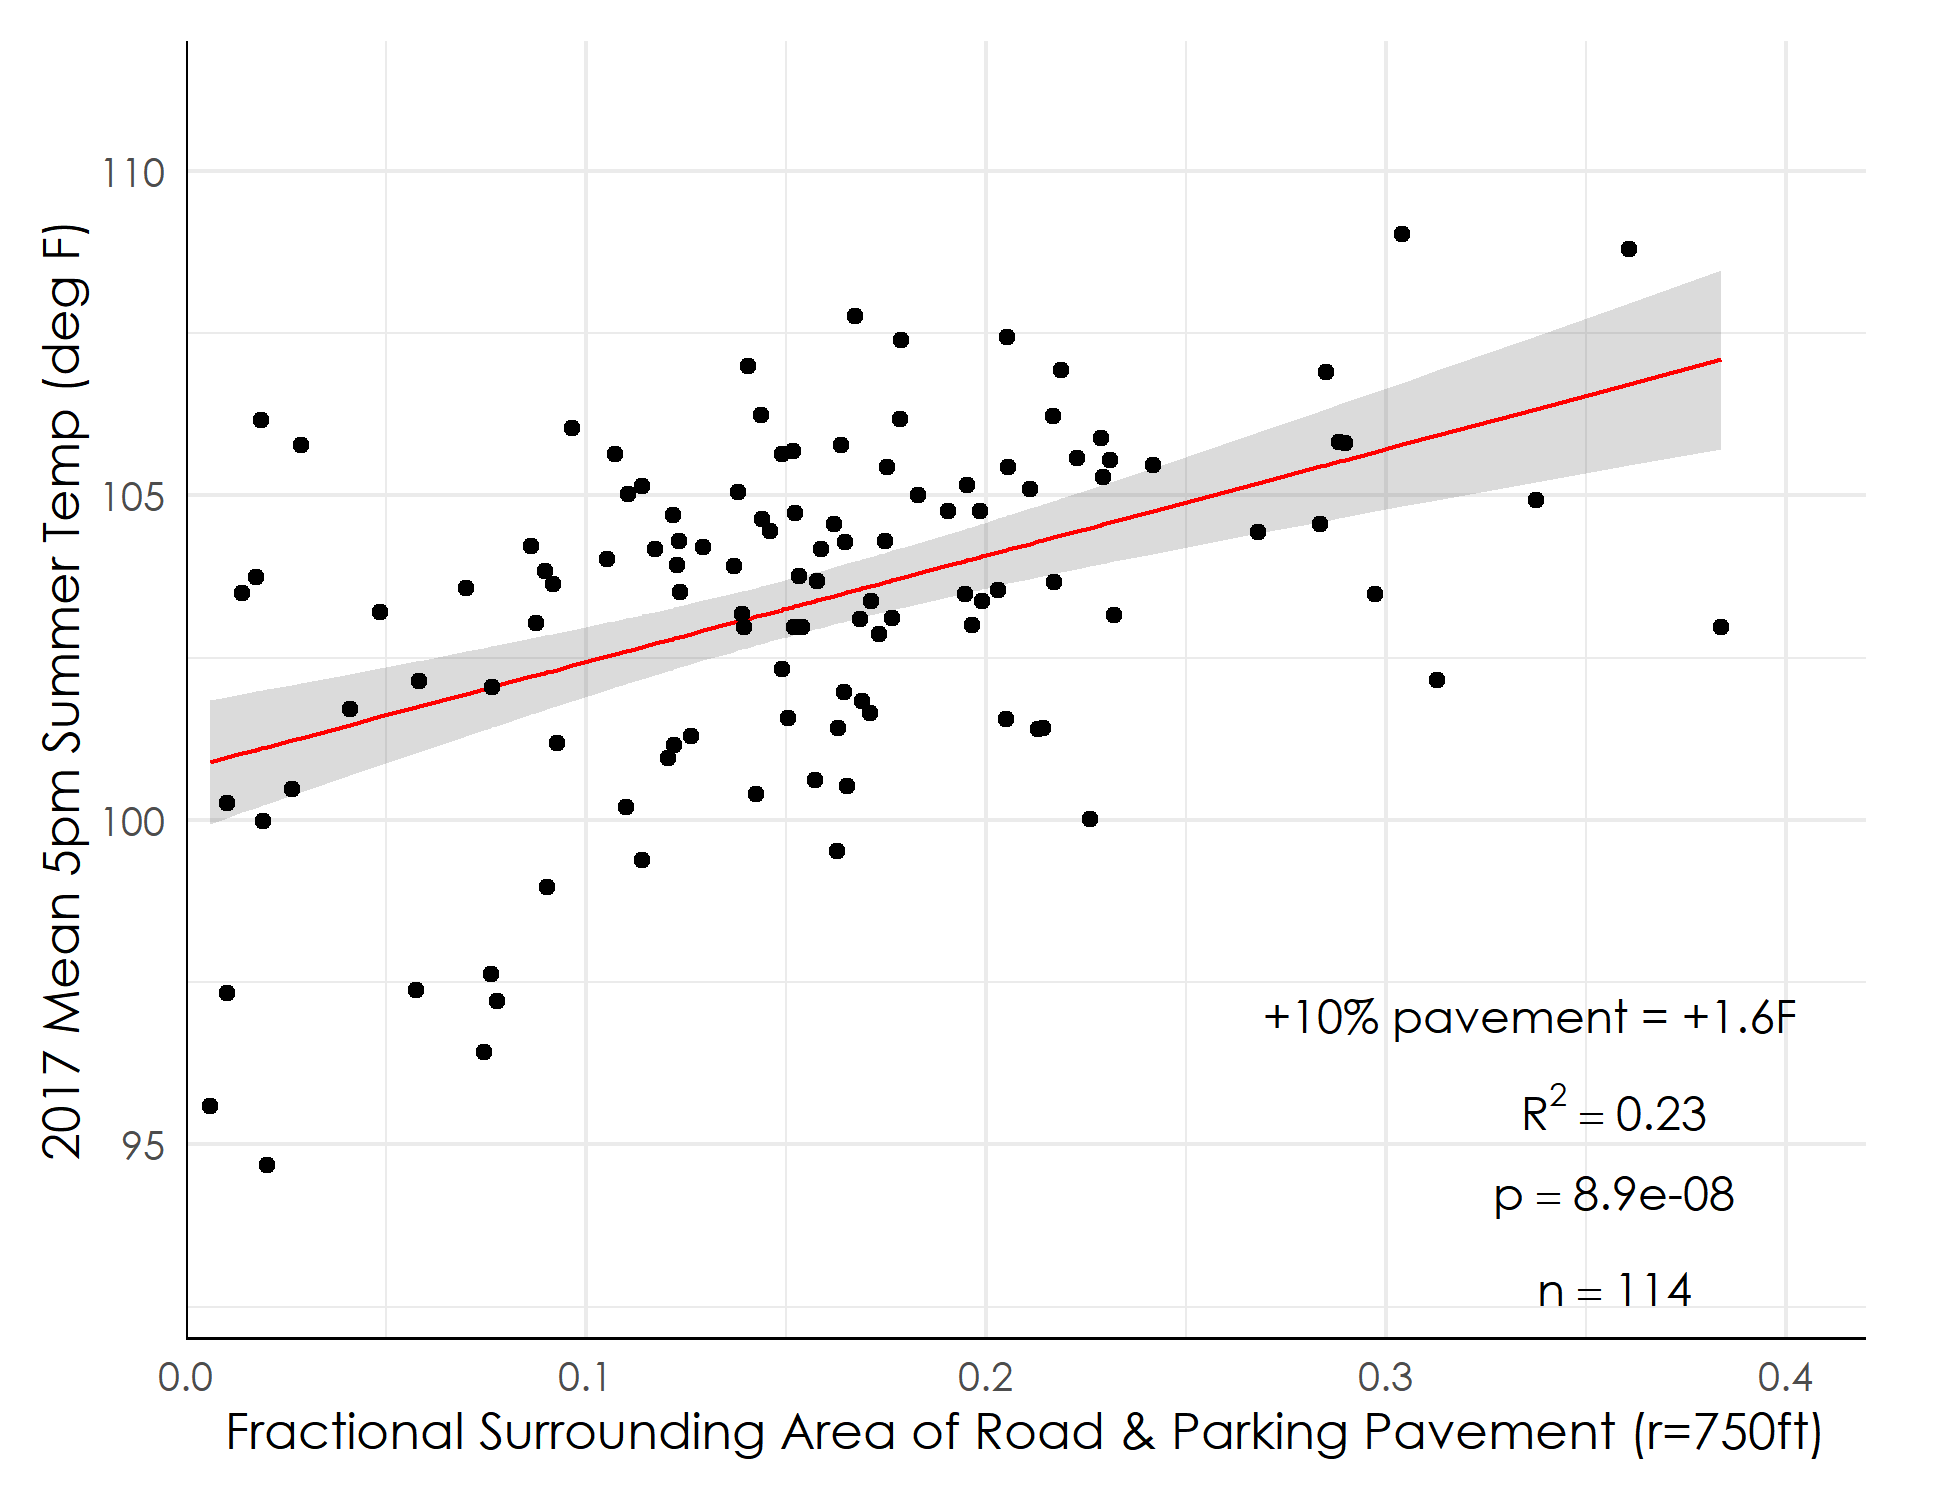 110
105
100
95
2017 Mean 5pm Summer Temp (deg F)
+10% pavement = +1.6F
R² = 0.23
p = 8.9e-08
n = 114
0.0 0.1 0.2 0.3 0.4
Fractional Surrounding Area of Road & Parking Pavement (r=750ft)